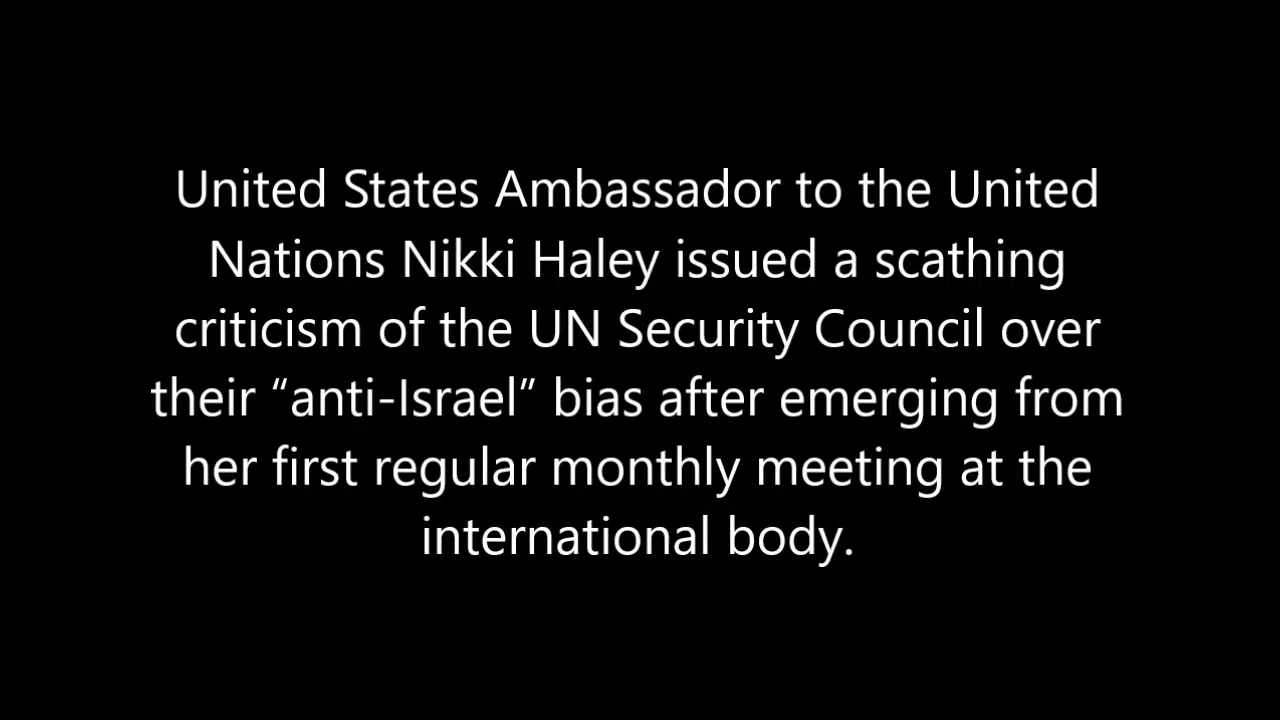 United States Ambassador to the United
Nations Nikki Haley issued a scathing
criticism of the UN Security Council over
their “anti-Israel” bias after emerging from
her first regular monthly meeting at the
international body.